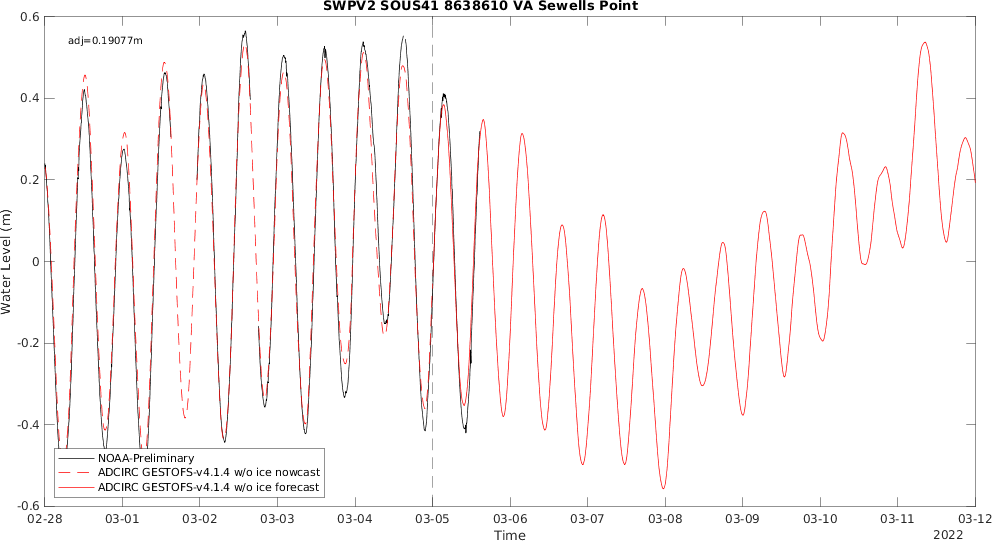 SWPV2 SOUS41 8638610 VA Sewells Point
adj=0.19077m
0.6
0.4
0.2
0
-0.2
-0.4
-0.6
Water Level (m)
NOAA-Preliminary
ADCIRC GESTOFS-v4.1.4 w/o ice nowcast
ADCIRC GESTOFS-v4.1.4 w/o ice forecast
02-28 03-01 03-02 03-03 03-04 03-05 03-06 03-07 03-08 03-09 03-10 03-11 03-12
Time
2022